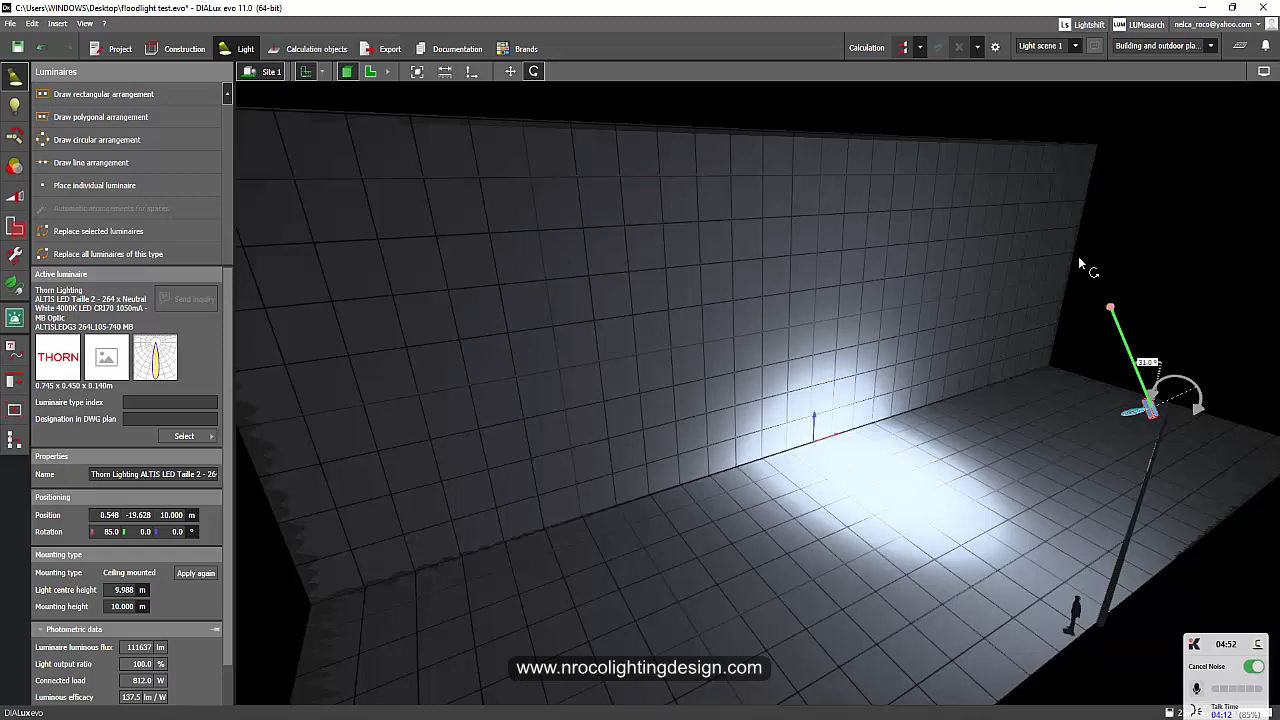 C:\Users\WINDOWS\Desktop\floodlight test.evo* - DIALux evo 11.0 (64-bit)
File Edit Insert View ?
Ls Lightshift LUM LUMsearch nelca_roco@yahoo.com
Project Construction Light Calculation objects Export Documentation Brands Calculation Light scene 1 Building and outdoor pla...
Luminaires Site 1
Draw rectangular arrangement
Draw polygonal arrangement
Draw circular arrangement
Draw line arrangement
Place individual luminaire
Automatic arrangements for spaces
Replace selected luminaires
Replace all luminaires of this type
Active luminaire
Thorn Lighting
ALTIS LED Taille 2 - 264 x Neutral
White 4000K LED CRI70 1050mA -
MB Optic
ALTISLEDG3 264L105-740 MB
Send inquiry
THORN
0.745 x 0.450 x 0.140m
Luminaire type index
Designation in DWG plan
Select
Properties
Name Thorn Lighting ALTIS LED Taille 2 - 26
Positioning
Position 0.548 -19.628 10.000 m
Rotation 85.0 0.0 0.0 °
Mounting type
Mounting type Ceiling mounted Apply again
Light centre height 9.988 m
Mounting height 10.000 m
Photometric data
Luminaire luminous flux 111637 lm
Light output ratio 100.0 %
Connected load 812.0 W
Luminous efficacy 137.5 lm / W
DIALuxevo
31.0 °
www.nrocolightingdesign.com
04:52
Cancel Noise
Talk Time
04:12 (85%)